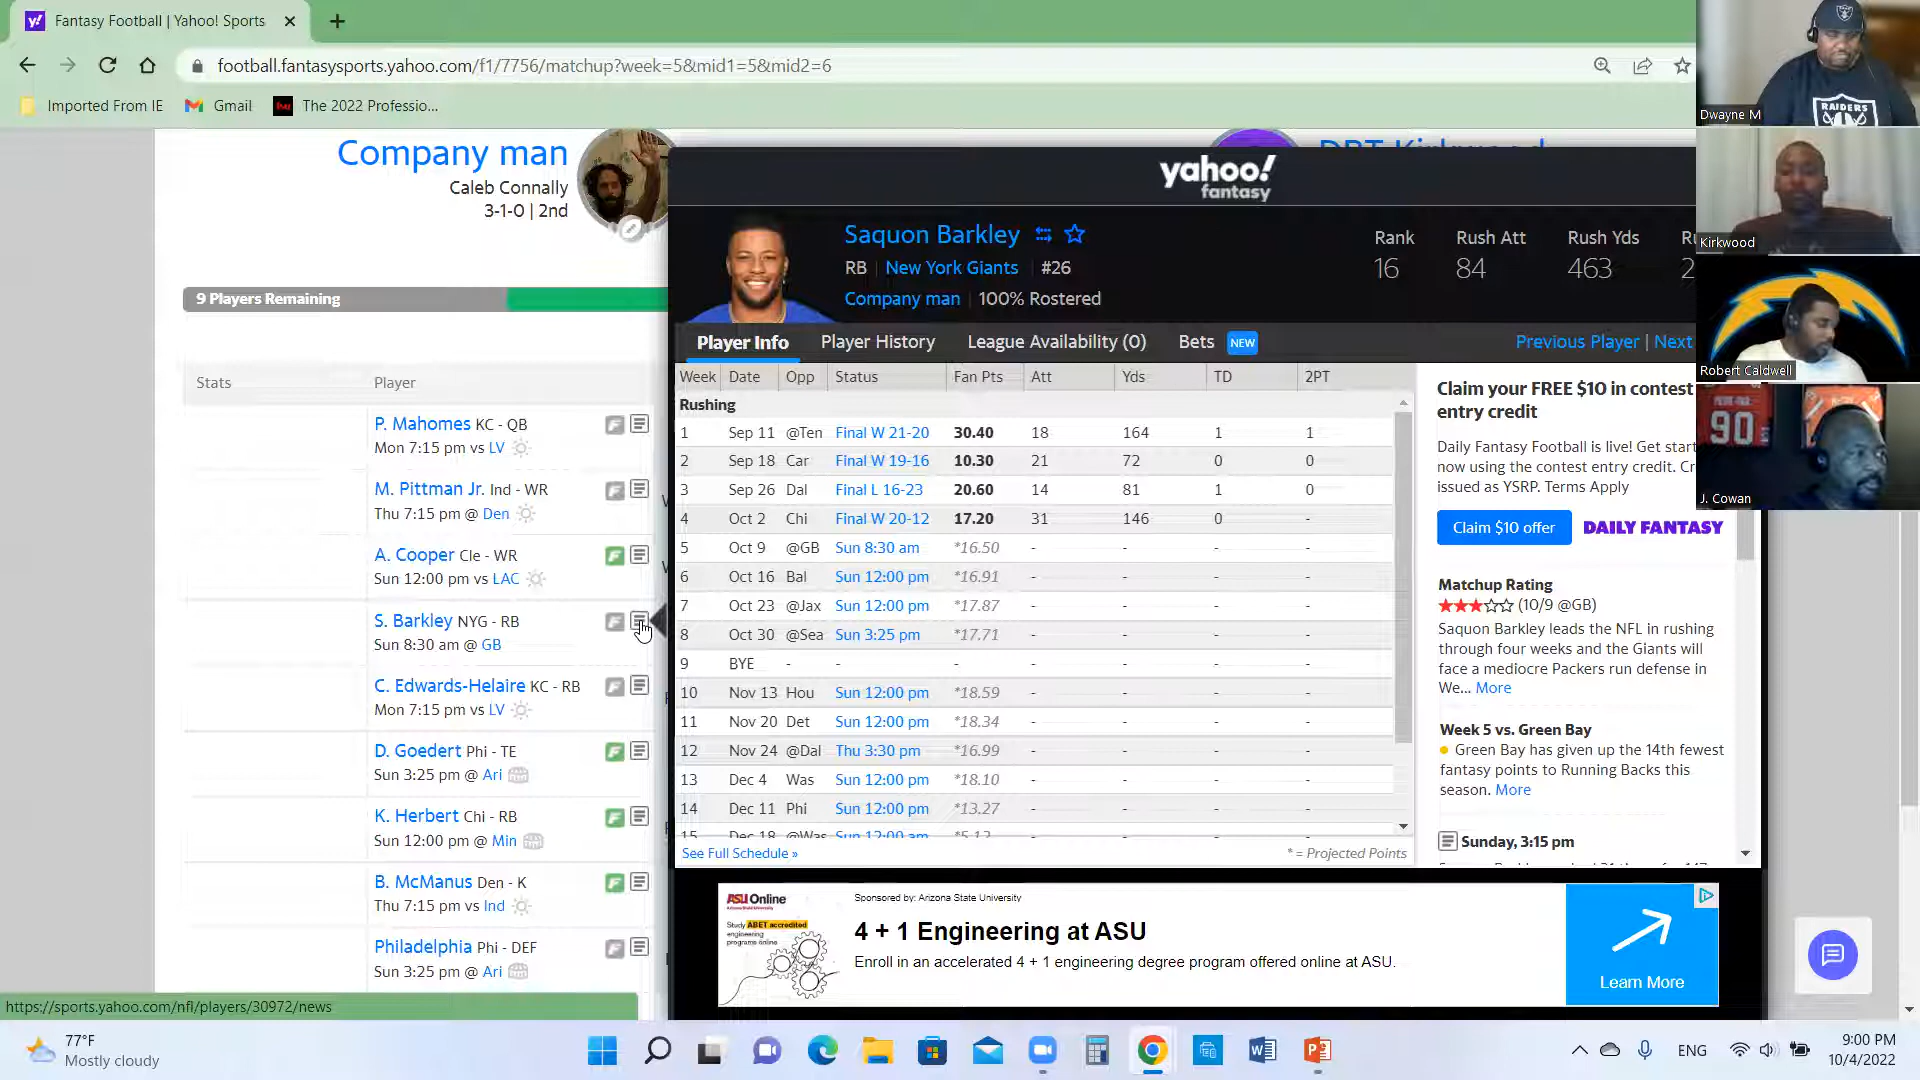 Fantasy Football | Yahoo! Sports
football.fantasysports.yahoo.com/f1/7756/matchup?week=5&mid1=5&mid2=6
Imported From IE Gmail The 2022 Professio...
Company man
Caleb Connally
3-1-0 | 2nd
9 Players Remaining
Stats Player
P. Mahomes KC - QB
Mon 7:15 pm vs LV
M. Pittman Jr. Ind - WR
Thu 7:15 pm @ Den
A. Cooper Cle - WR
Sun 12:00 pm vs LAC
S. Barkley NYG - RB
Sun 8:30 am @ GB
C. Edwards-Helaire KC - RB
Mon 7:15 pm vs LV
D. Goedert Phi - TE
Sun 3:25 pm @ Ari
K. Herbert Chi - RB
Sun 12:00 pm @ Min
B. McManus Den - K
Thu 7:15 pm vs Ind
Philadelphia Phi - DEF
Sun 3:25 pm @ Ari
https://sports.yahoo.com/nfl/players/30972/news
yahoo!
fantasy
Saquon Barkley
RB New York Giants #26
Company man 100% Rostered
Rank Rush Att Rush Yds
16 84 463 2
Player Info Player History League Availability (0) Bets NEW Previous Player | Next
Week Date Opp Status Fan Pts Att Yds TD 2PT
Rushing
1 Sep 11 @Ten Final W 21-20 30.40 18 164 1 1
2 Sep 18 Car Final W 19-16 10.30 21 72 0 0
3 Sep 26 Dal Final L 16-23 20.60 14 81 1 0
4 Oct 2 Chi Final W 20-12 17.20 31 146 0 -
5 Oct 9 @GB Sun 8:30 am *16.50 - - - -
6 Oct 16 Bal Sun 12:00 pm *16.91 - - - -
7 Oct 23 @Jax Sun 12:00 pm *17.87 - - - -
8 Oct 30 @Sea Sun 3:25 pm *17.71 - - - -
9 BYE - - - - - - -
10 Nov 13 Hou Sun 12:00 pm *18.59 - - - -
11 Nov 20 Det Sun 12:00 pm *18.34 - - - -
12 Nov 24 @Dal Thu 3:30 pm *16.99 - - - -
13 Dec 4 Was Sun 12:00 pm *18.10 - - - -
14 Dec 11 Phi Sun 12:00 pm *13.27 - - - -
15 Dec 18 @Was Sun 12:00 am *5.12
See Full Schedule » * = Projected Points
Claim your FREE $10 in contest
entry credit
Daily Fantasy Football is live! Get star
now using the contest entry credit. Cr
issued as YSRP. Terms Apply
Claim $10 offer DAILY FANTASY
Matchup Rating
(10/9 @GB)
Saquon Barkley leads the NFL in rushing
through four weeks and the Giants will
face a mediocre Packers run defense in
We... More
Week 5 vs. Green Bay
Green Bay has given up the 14th fewest
fantasy points to Running Backs this
season. More
Sunday, 3:15 pm
ASU Online
Study ABET accredited
engineering
programs online
Sponsored by: Arizona State University
4 + 1 Engineering at ASU
Enroll in an accelerated 4 + 1 engineering degree program offered online at ASU.
Learn More
RAIDERS
Dwayne M
Kirkwood
Robert Caldwell
90
J. Cowan
77°F
Mostly cloudy
ENG
9:00 PM
10/4/2022